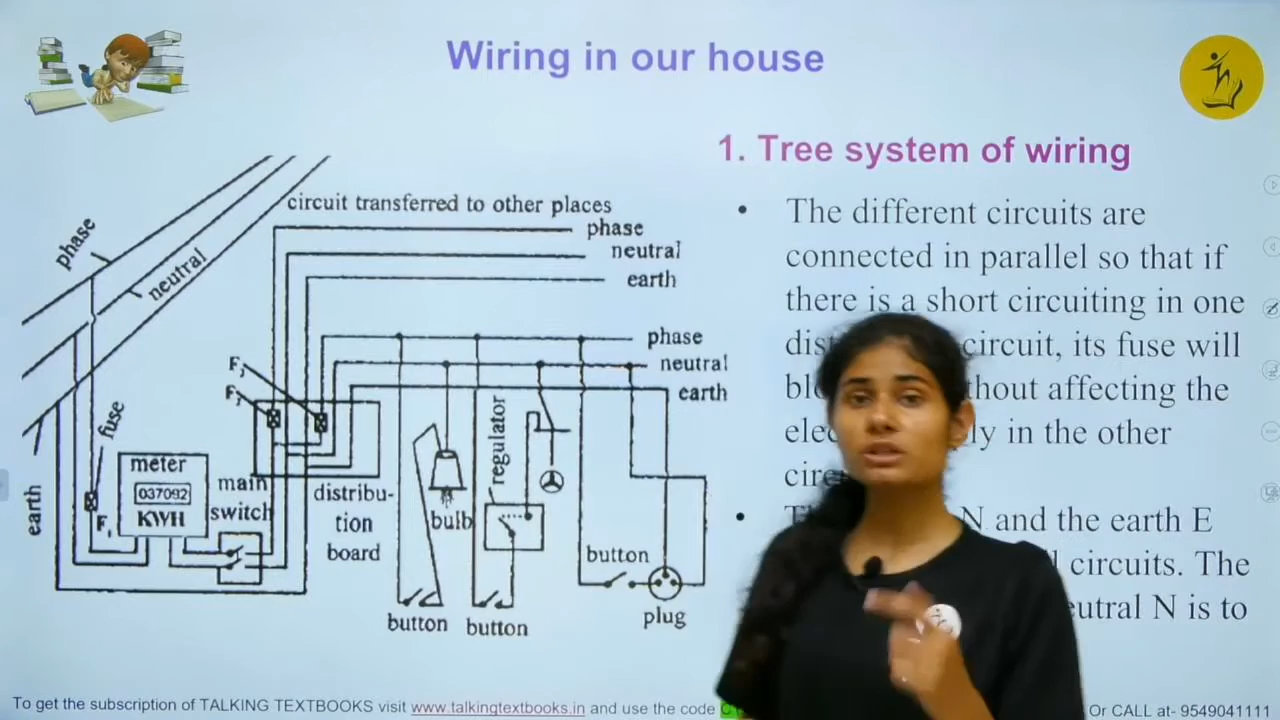 Wiring in our house
1. Tree system of wiring
circuit transferred to other places
phase
neutral
earth
phase
neutral
phase
neutral
earth
F3
F2
fuse
meter
037092
KWH
F1
earth
main
switch
distribu-
tion
board
bulb
regulator
button
button
button
plug
The different circuits are
connected in parallel so that if
there is a short circuiting in one
circuit, its fuse will
affecting the
in the other
N and the earth E
circuits. The
N is to
To get the subscription of TALKING TEXTBOOKS visit www.talkingtextbooks.in and use the code
Or CALL at- 9549041111